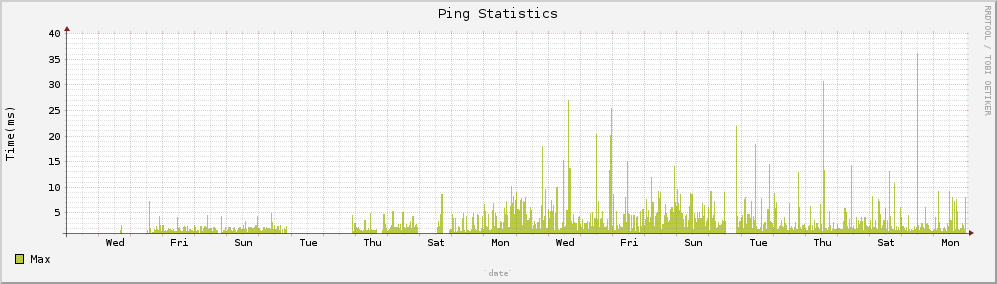 Ping Statistics
RRDTOOL / TOBI OETIKER
Time(ms)
40
35
30
25
20
15
10
5
Wed Fri Sun Tue Thu Sat Mon Wed Fri Sun Tue Thu Sat Mon
Max
`date`